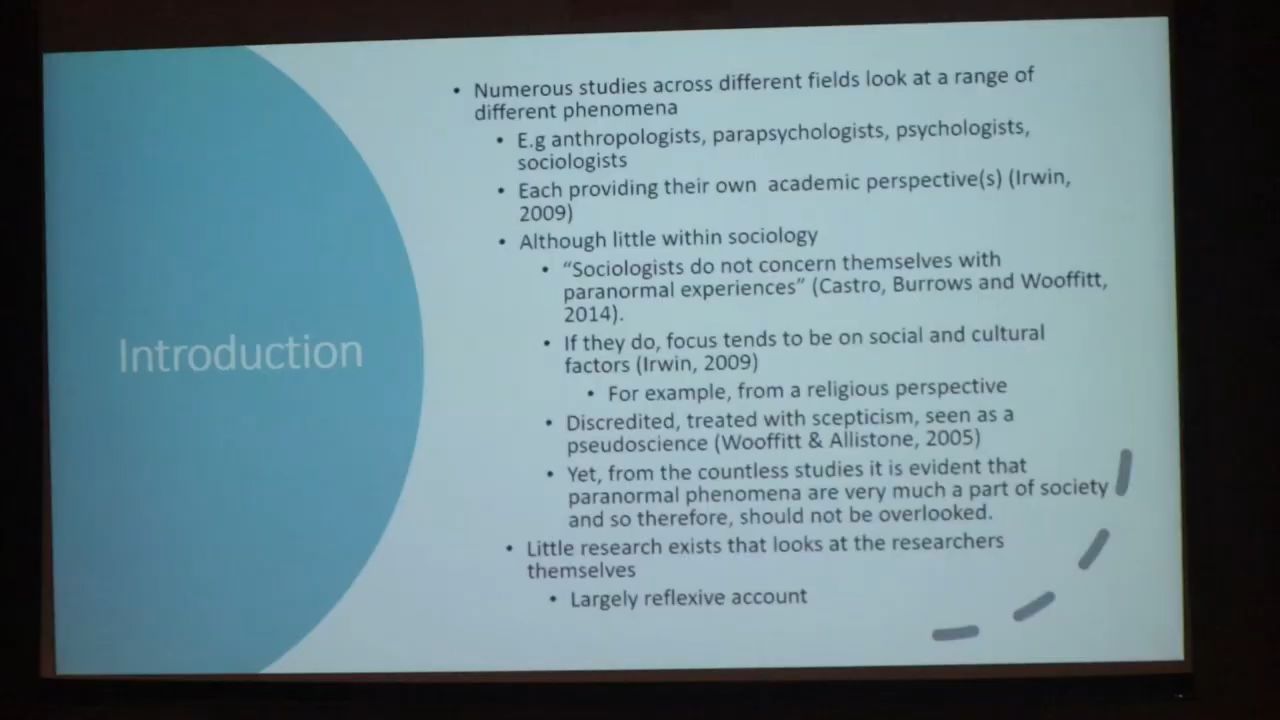 Introduction
• Numerous studies across different fields look at a range of
different phenomena
• E.g anthropologists, parapsychologists, psychologists,
sociologists
• Each providing their own academic perspective(s) (Irwin,
2009)
• Although little within sociology
• “Sociologists do not concern themselves with
paranormal experiences” (Castro, Burrows and Wooffitt,
2014).
• If they do, focus tends to be on social and cultural
factors (Irwin, 2009)
• For example, from a religious perspective
• Discredited, treated with scepticism, seen as a
pseudoscience (Wooffitt & Allistone, 2005)
• Yet, from the countless studies it is evident that
paranormal phenomena are very much a part of society
and so therefore, should not be overlooked.
• Little research exists that looks at the researchers
themselves
• Largely reflexive account